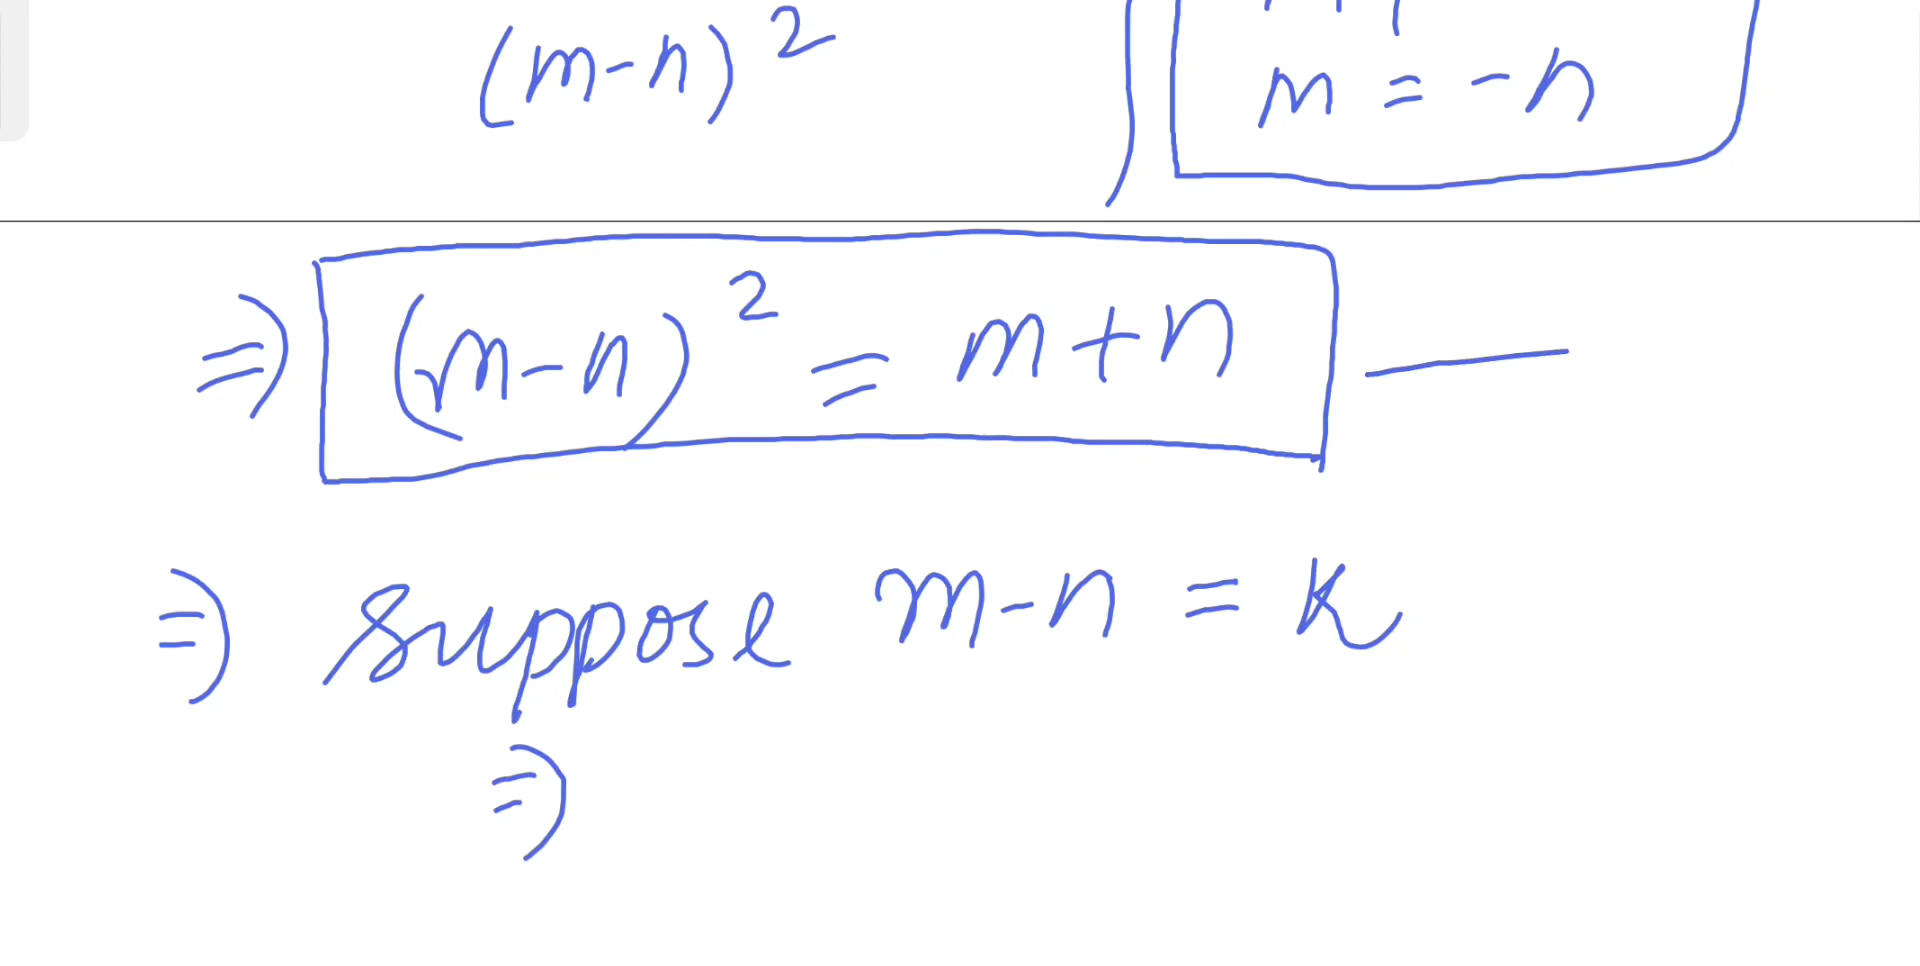 (m-n)²
m = -n
⇒ (m-n)² = m+n —
⇒ suppose m-n = k
⇒